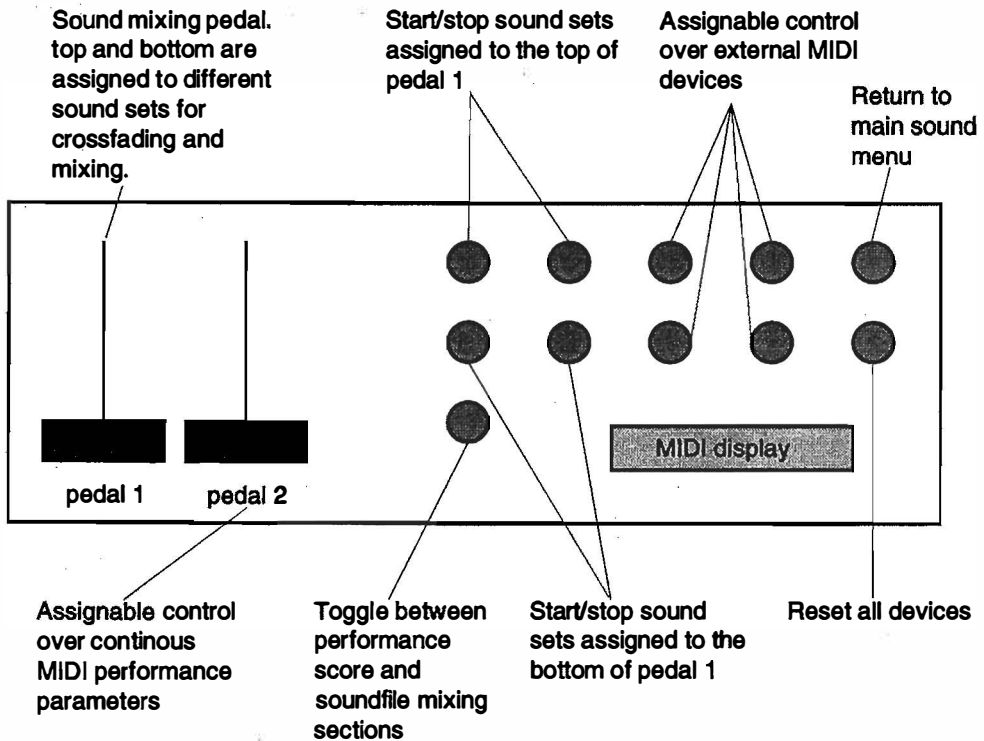 Sound mixing pedal.
top and bottom are
assigned to different
sound sets for
crossfading and
mixing.
Start/stop sound sets
assigned to the top of
pedal 1
Assignable control
over external MIDI
devices
Return to
main sound
menu
MIDI display
pedal 1
pedal 2
Assignable control
over continous
MIDI performance
parameters
Toggle between
performance
score and
soundfile mixing
sections
Start/stop sound
sets assigned to the
bottom of pedal 1
Reset all devices